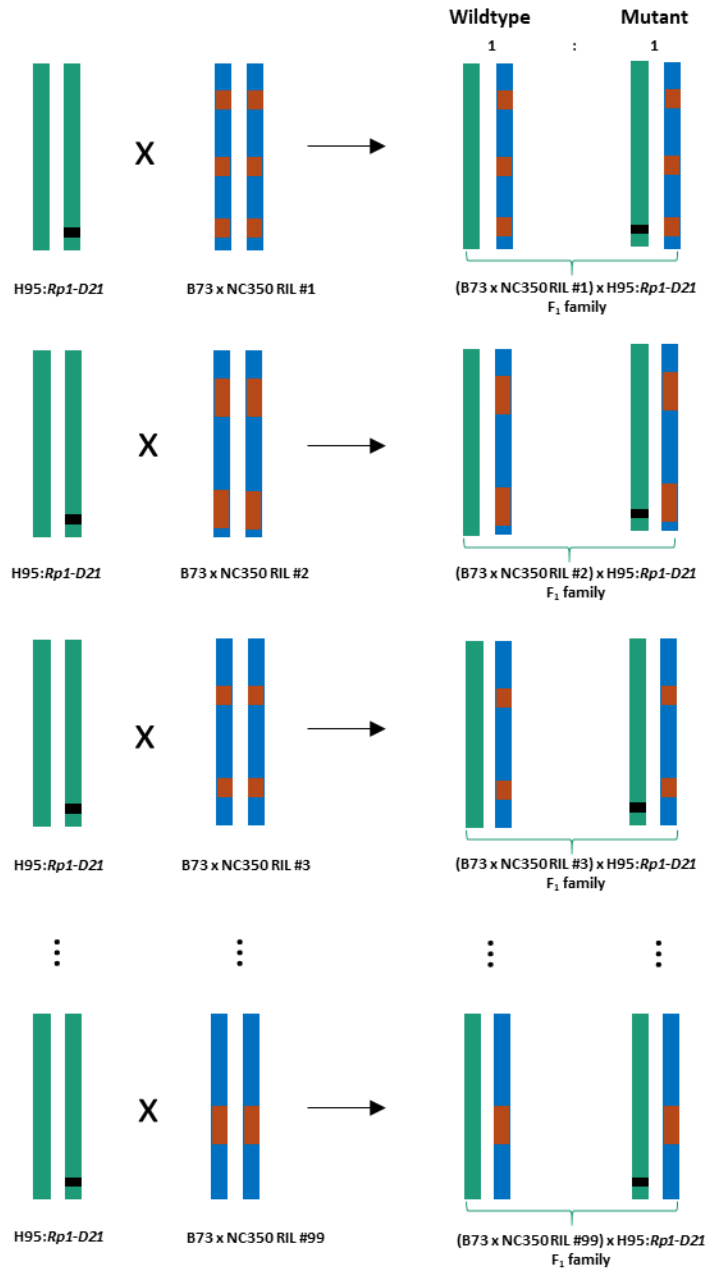 Wildtype Mutant
1 : 1
X
H95:Rp1-D21 B73 x NC350 RIL #1 (B73 x NC350 RIL #1) x H95:Rp1-D21
F₁ family
X
H95:Rp1-D21 B73 x NC350 RIL #2 (B73 x NC350 RIL #2) x H95:Rp1-D21
F₁ family
X
H95:Rp1-D21 B73 x NC350 RIL #3 (B73 x NC350 RIL #3) x H95:Rp1-D21
F₁ family
⋮ ⋮ ⋮ ⋮
X
H95:Rp1-D21 B73 x NC350 RIL #99 (B73 x NC350 RIL #99) x H95:Rp1-D21
F₁ family